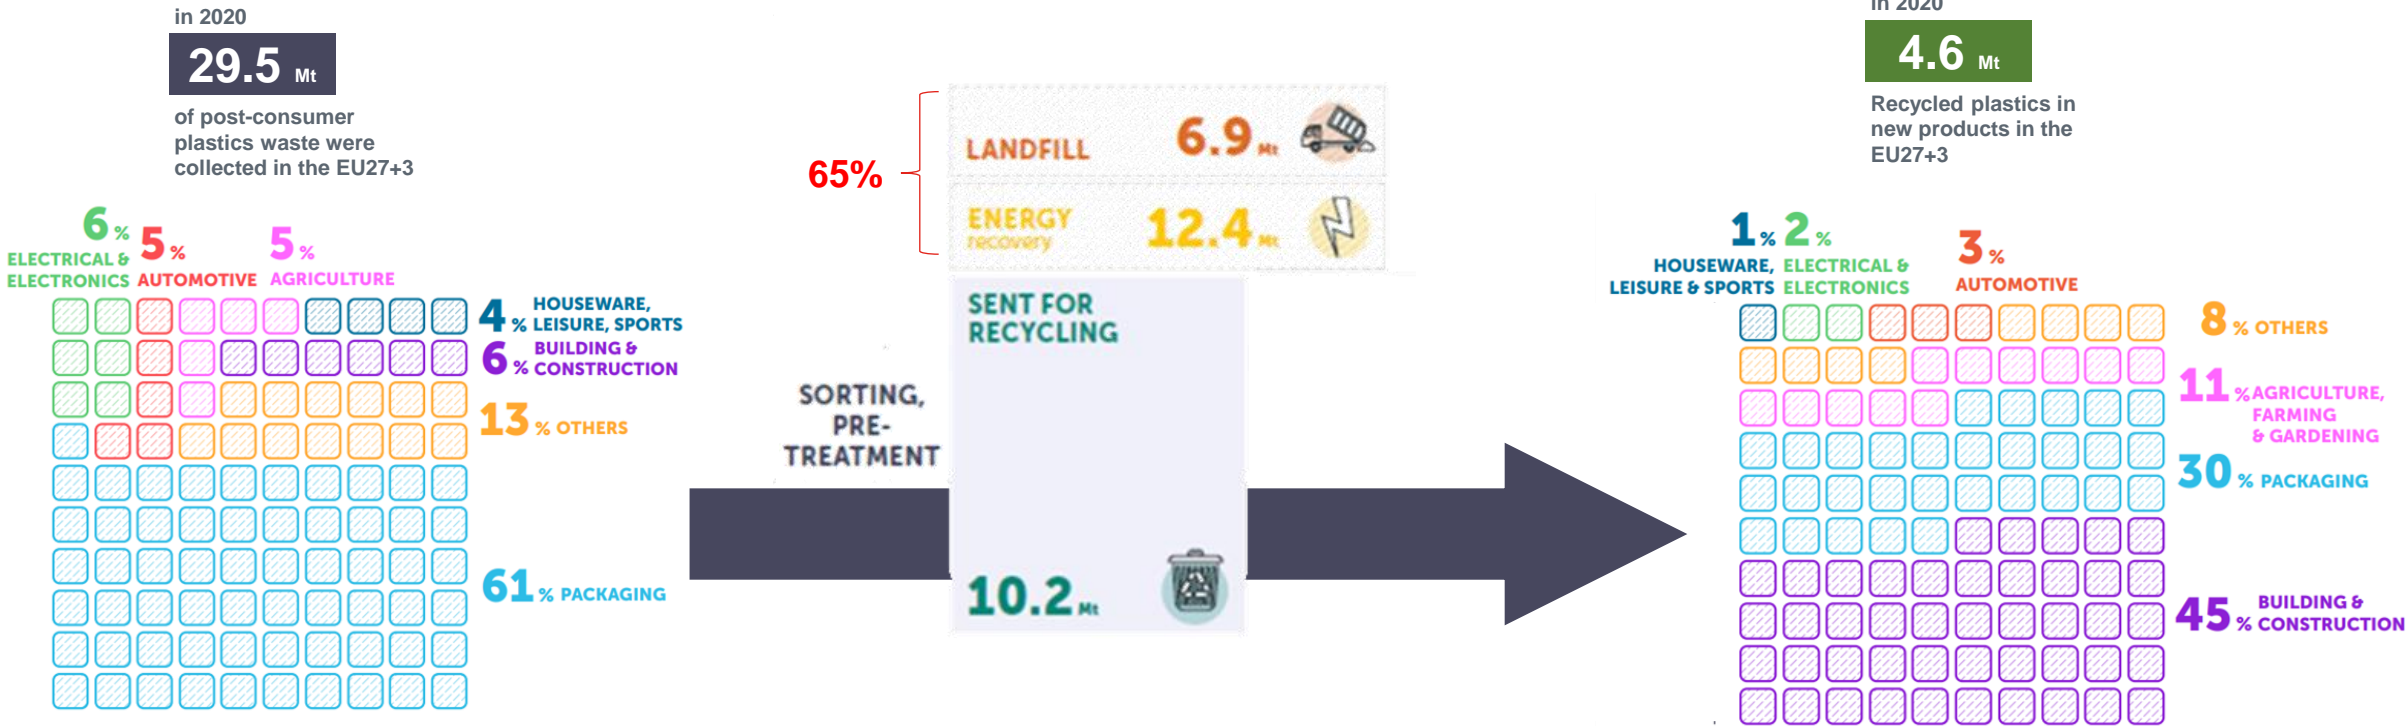 in 2020
29.5 Mt
of post-consumer
plastics waste were
collected in the EU27+3
6 %
ELECTRICAL &
ELECTRONICS
5 %
AUTOMOTIVE
5 %
AGRICULTURE
4 % HOUSEWARE,
LEISURE, SPORTS
6 % BUILDING &
CONSTRUCTION
13 % OTHERS
61 % PACKAGING
65%
LANDFILL 6.9 Mt
ENERGY
recovery
12.4 Mt
SENT FOR
RECYCLING
10.2 Mt
SORTING,
PRE-
TREATMENT
in 2020
4.6 Mt
Recycled plastics in
new products in the
EU27+3
1 %
HOUSEWARE,
LEISURE & SPORTS
2 %
ELECTRICAL &
ELECTRONICS
3 %
AUTOMOTIVE
8 % OTHERS
11 % AGRICULTURE,
FARMING
& GARDENING
30 % PACKAGING
45 % BUILDING &
CONSTRUCTION